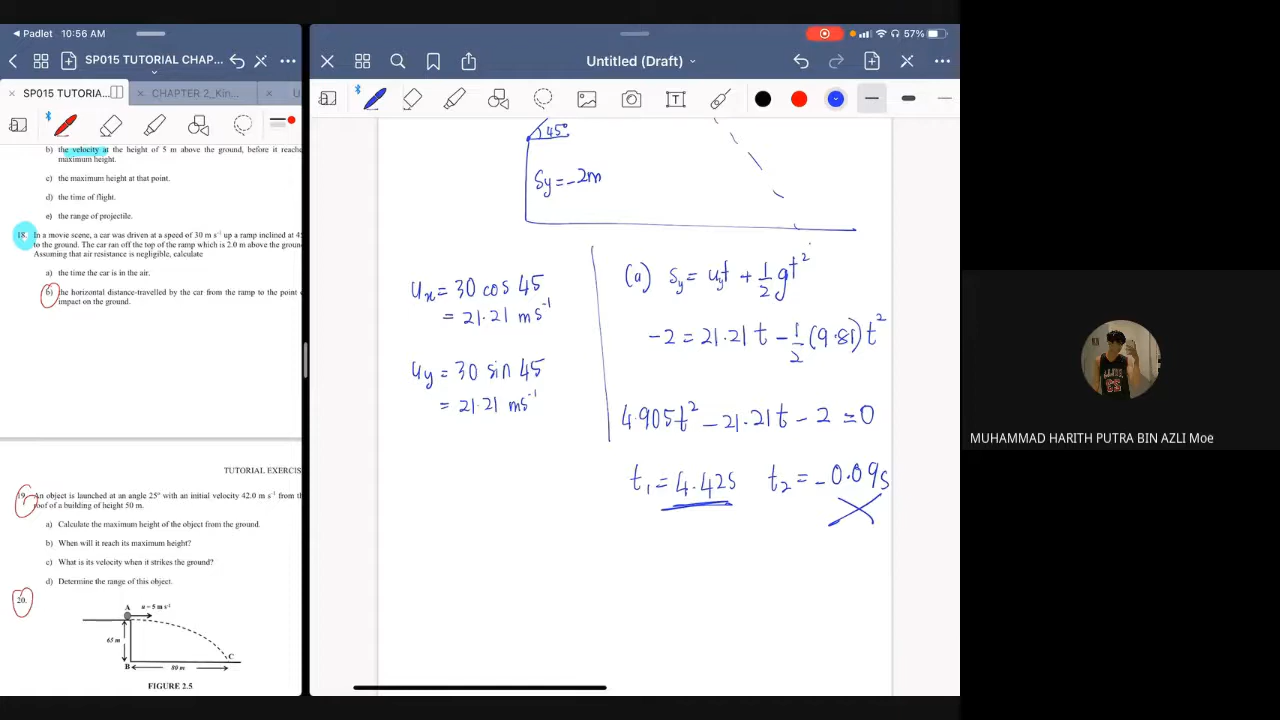 Padlet 10:56 AM
57%
SP015 TUTORIAL CHAP...
Untitled (Draft)
SP015 TUTORIA...
CHAPTER 2_Kin...
U
b) the velocity at the height of 5 m above the ground, before it reache
maximum height.
c) the maximum height at that point.
d) the time of flight.
e) the range of projectile.
18. In a movie scene, a car was driven at a speed of 30 m s⁻¹ up a ramp inclined at 45
to the ground. The car ran off the top of the ramp which is 2.0 m above the groun
Assuming that air resistance is negligible, calculate
a) the time the car is in the air.
b) the horizontal distance-travelled by the car from the ramp to the point o
impact on the ground.
TUTORIAL EXERCIS
19. An object is launched at an angle 25° with an initial velocity 42.0 m s⁻¹ from th
roof of a building of height 50 m.
a) Calculate the maximum height of the object from the ground.
b) When will it reach its maximum height?
c) What is its velocity when it strikes the ground?
d) Determine the range of this object.
20.
A u = 5 m s⁻¹
65 m
B C
80 m
FIGURE 2.5
45°
Sy = -2m
ux = 30 cos 45
= 21.21 ms⁻¹
uy = 30 sin 45
= 21.21 ms⁻¹
(a) Sy = uyt + 1/2 gt²
-2 = 21.21t - 1/2 (9.81)t²
4.905t² - 21.21t - 2 = 0
t₁ = 4.42s t₂ = -0.09s
MUHAMMAD HARITH PUTRA BIN AZLI Moe